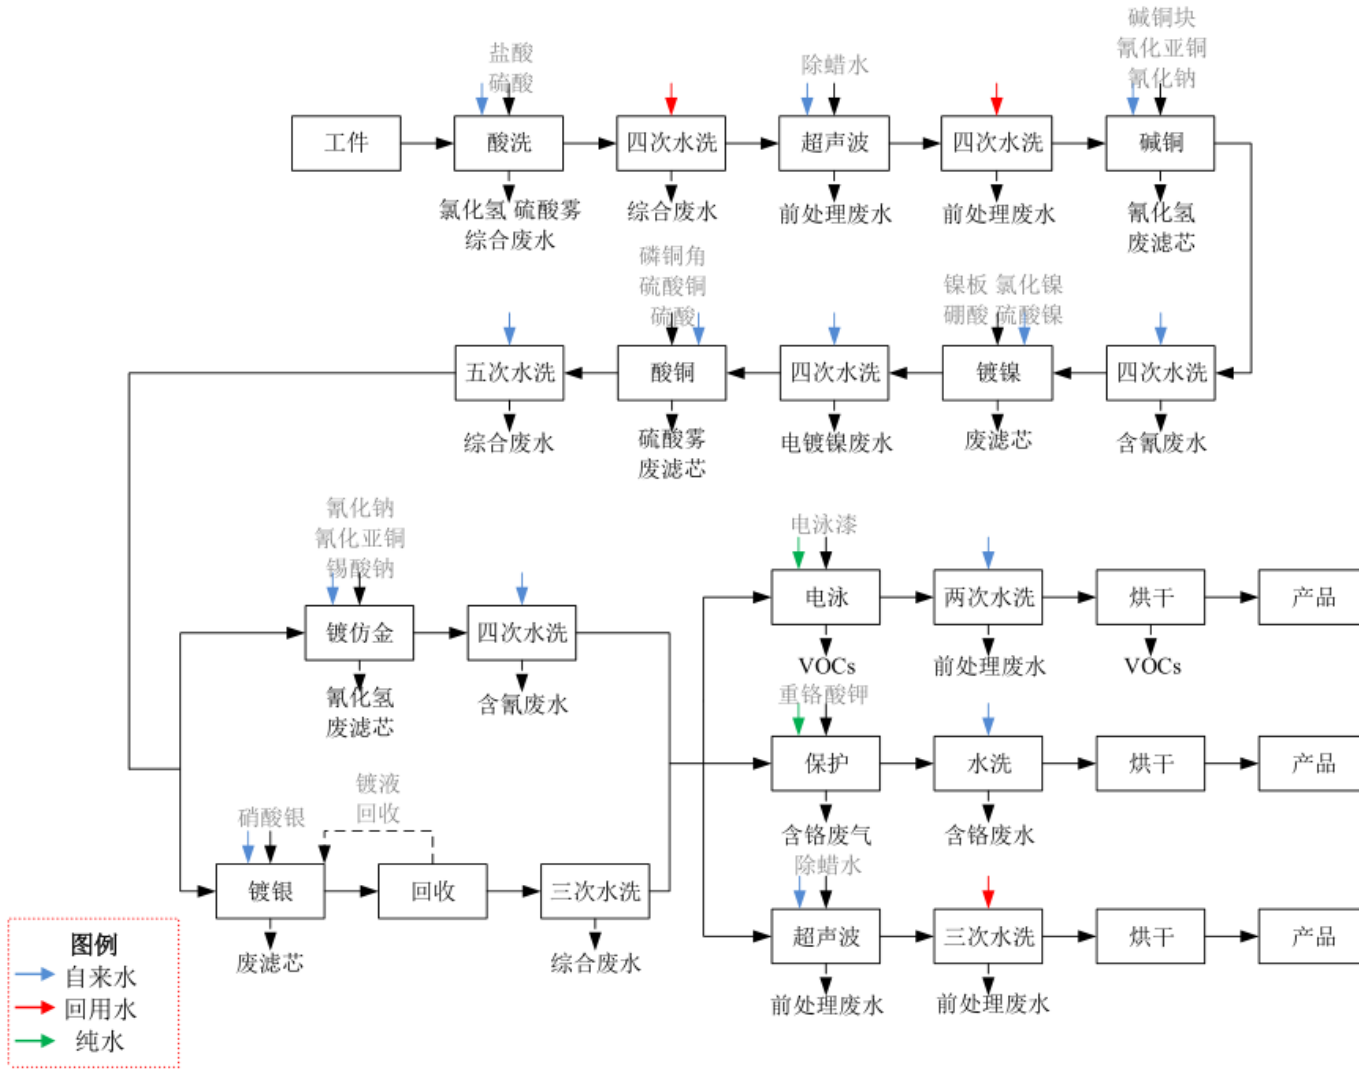 盐酸
硫酸
除蜡水
碱铜块
氰化亚铜
氰化钠
工件
酸洗
四次水洗
超声波
四次水洗
碱铜
氯化氢 硫酸雾
综合废水
综合废水
前处理废水
前处理废水
氰化氢
废滤芯
磷铜角
硫酸铜
硫酸
镍板 氯化镍
硼酸 硫酸镍
五次水洗
酸铜
四次水洗
镀镍
四次水洗
综合废水
硫酸雾
废滤芯
电镀镍废水
废滤芯
含氰废水
氰化钠
氰化亚铜
锡酸钠
镀仿金
四次水洗
氰化氢
废滤芯
含氰废水
电泳漆
电泳
两次水洗
烘干
产品
VOCs
前处理废水
VOCs
重铬酸钾
保护
水洗
烘干
产品
含铬废气
含铬废水
硝酸银
镀液
回收
镀银
回收
三次水洗
废滤芯
综合废水
除蜡水
超声波
三次水洗
烘干
产品
前处理废水
前处理废水
图例
自来水
回用水
纯水